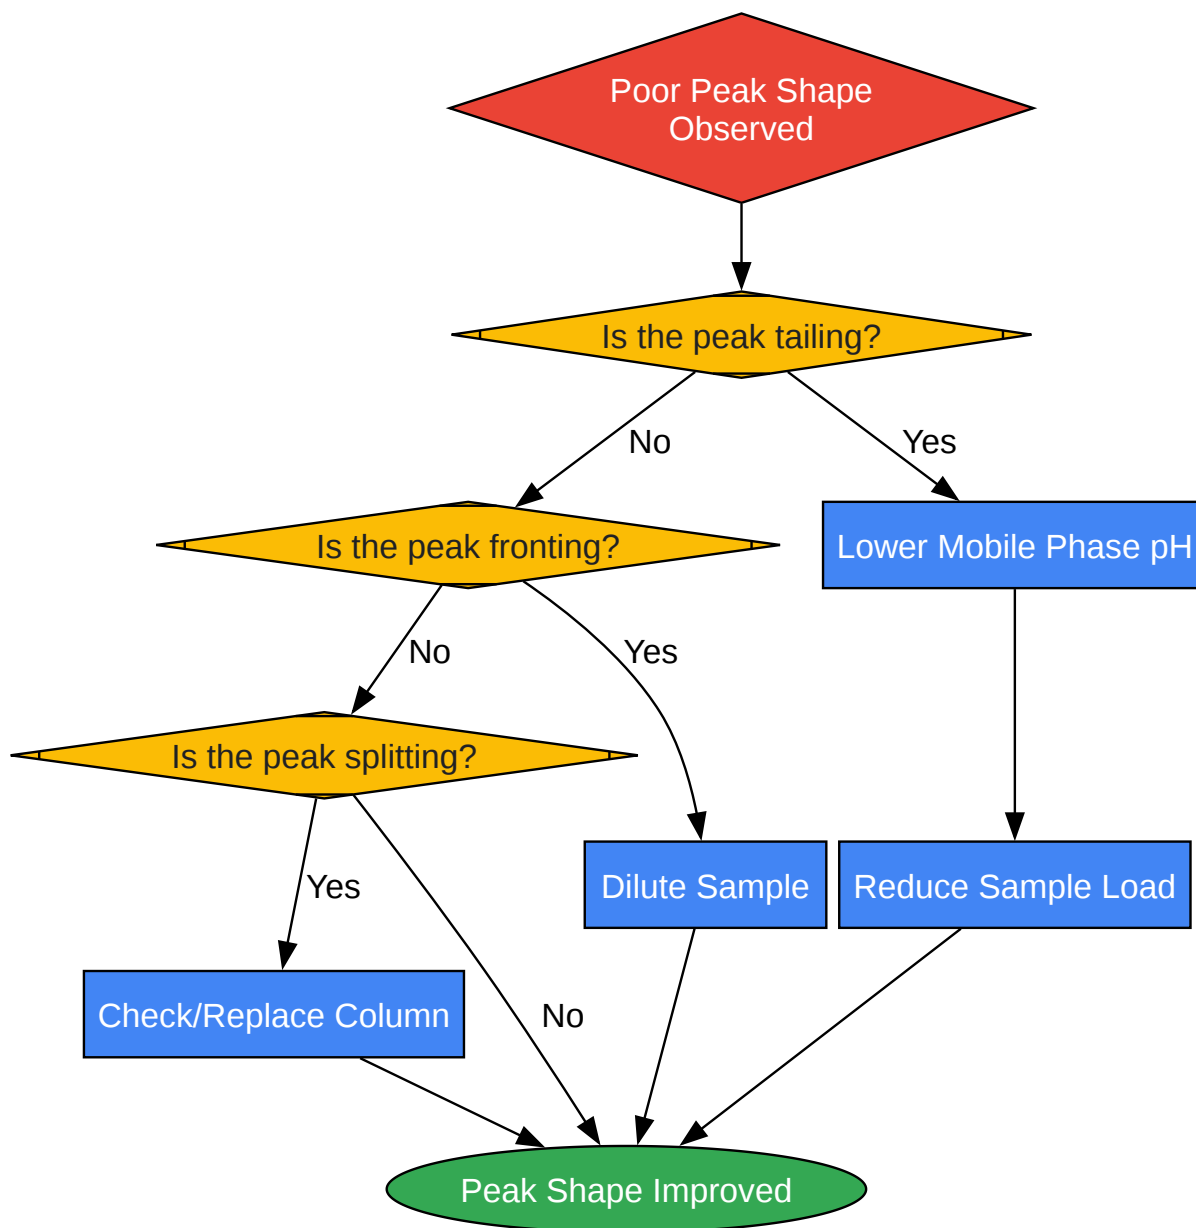 Poor Peak Shape
Observed
Is the peak tailing?
No
Yes
Is the peak fronting?
Lower Mobile Phase pH
No
Yes
Is the peak splitting?
Yes
Dilute Sample
Reduce Sample Load
Check/Replace Column
No
Peak Shape Improved